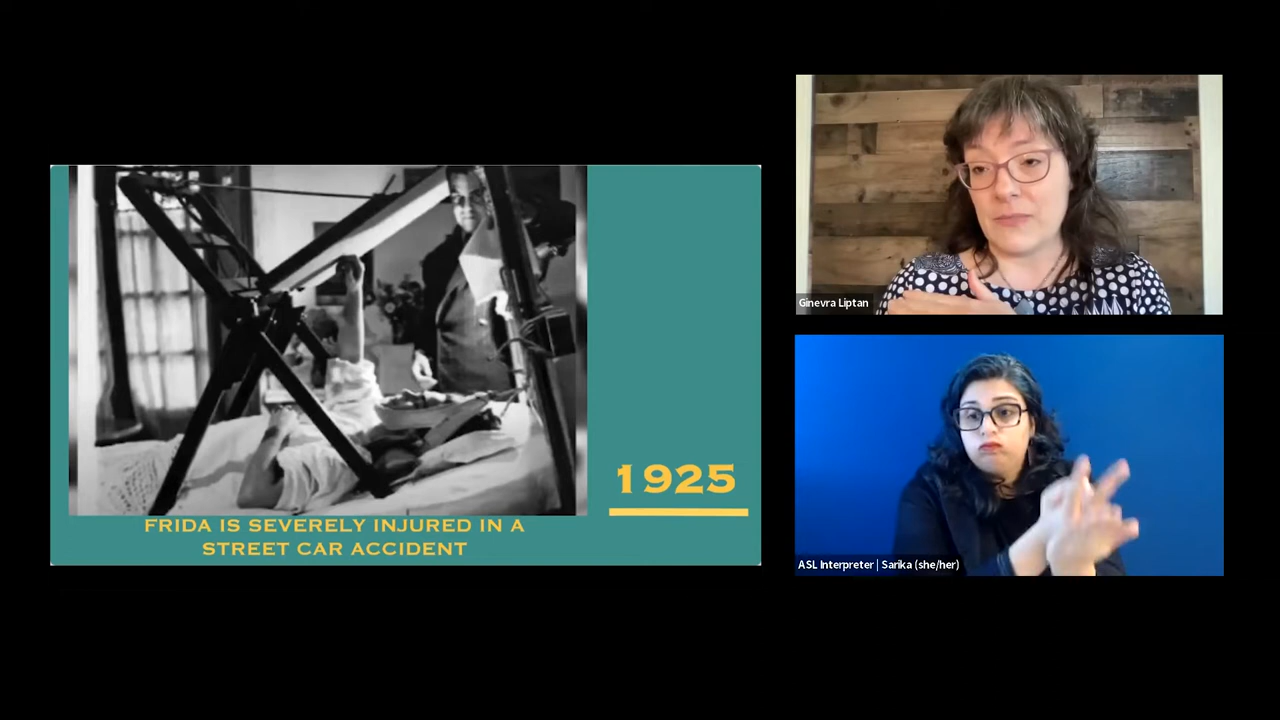 1925
FRIDA IS SEVERELY INJURED IN A
STREET CAR ACCIDENT
Ginevra Liptan
ASL Interpreter | Sarika (she/her)